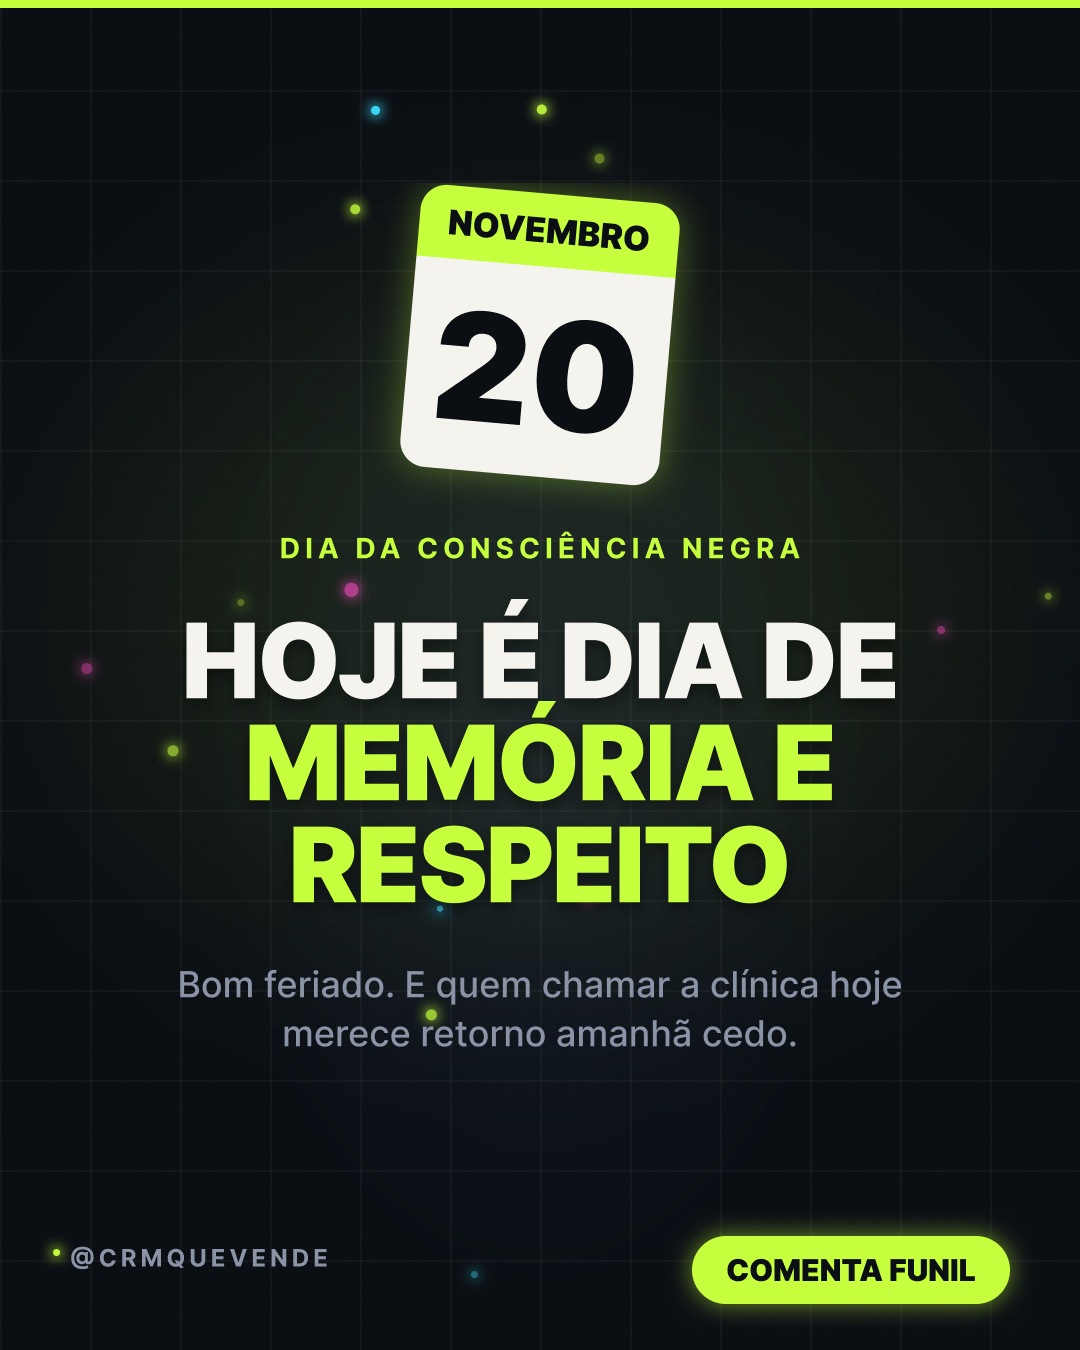 NOVEMBRO
20
DIA DA CONSCIÊNCIA NEGRA
HOJE É DIA DE
MEMÓRIA E
RESPEITO
Bom feriado. E quem chamar a clínica hoje
merece retorno amanhã cedo.
@CRMQUEVENDE
COMENTA FUNIL